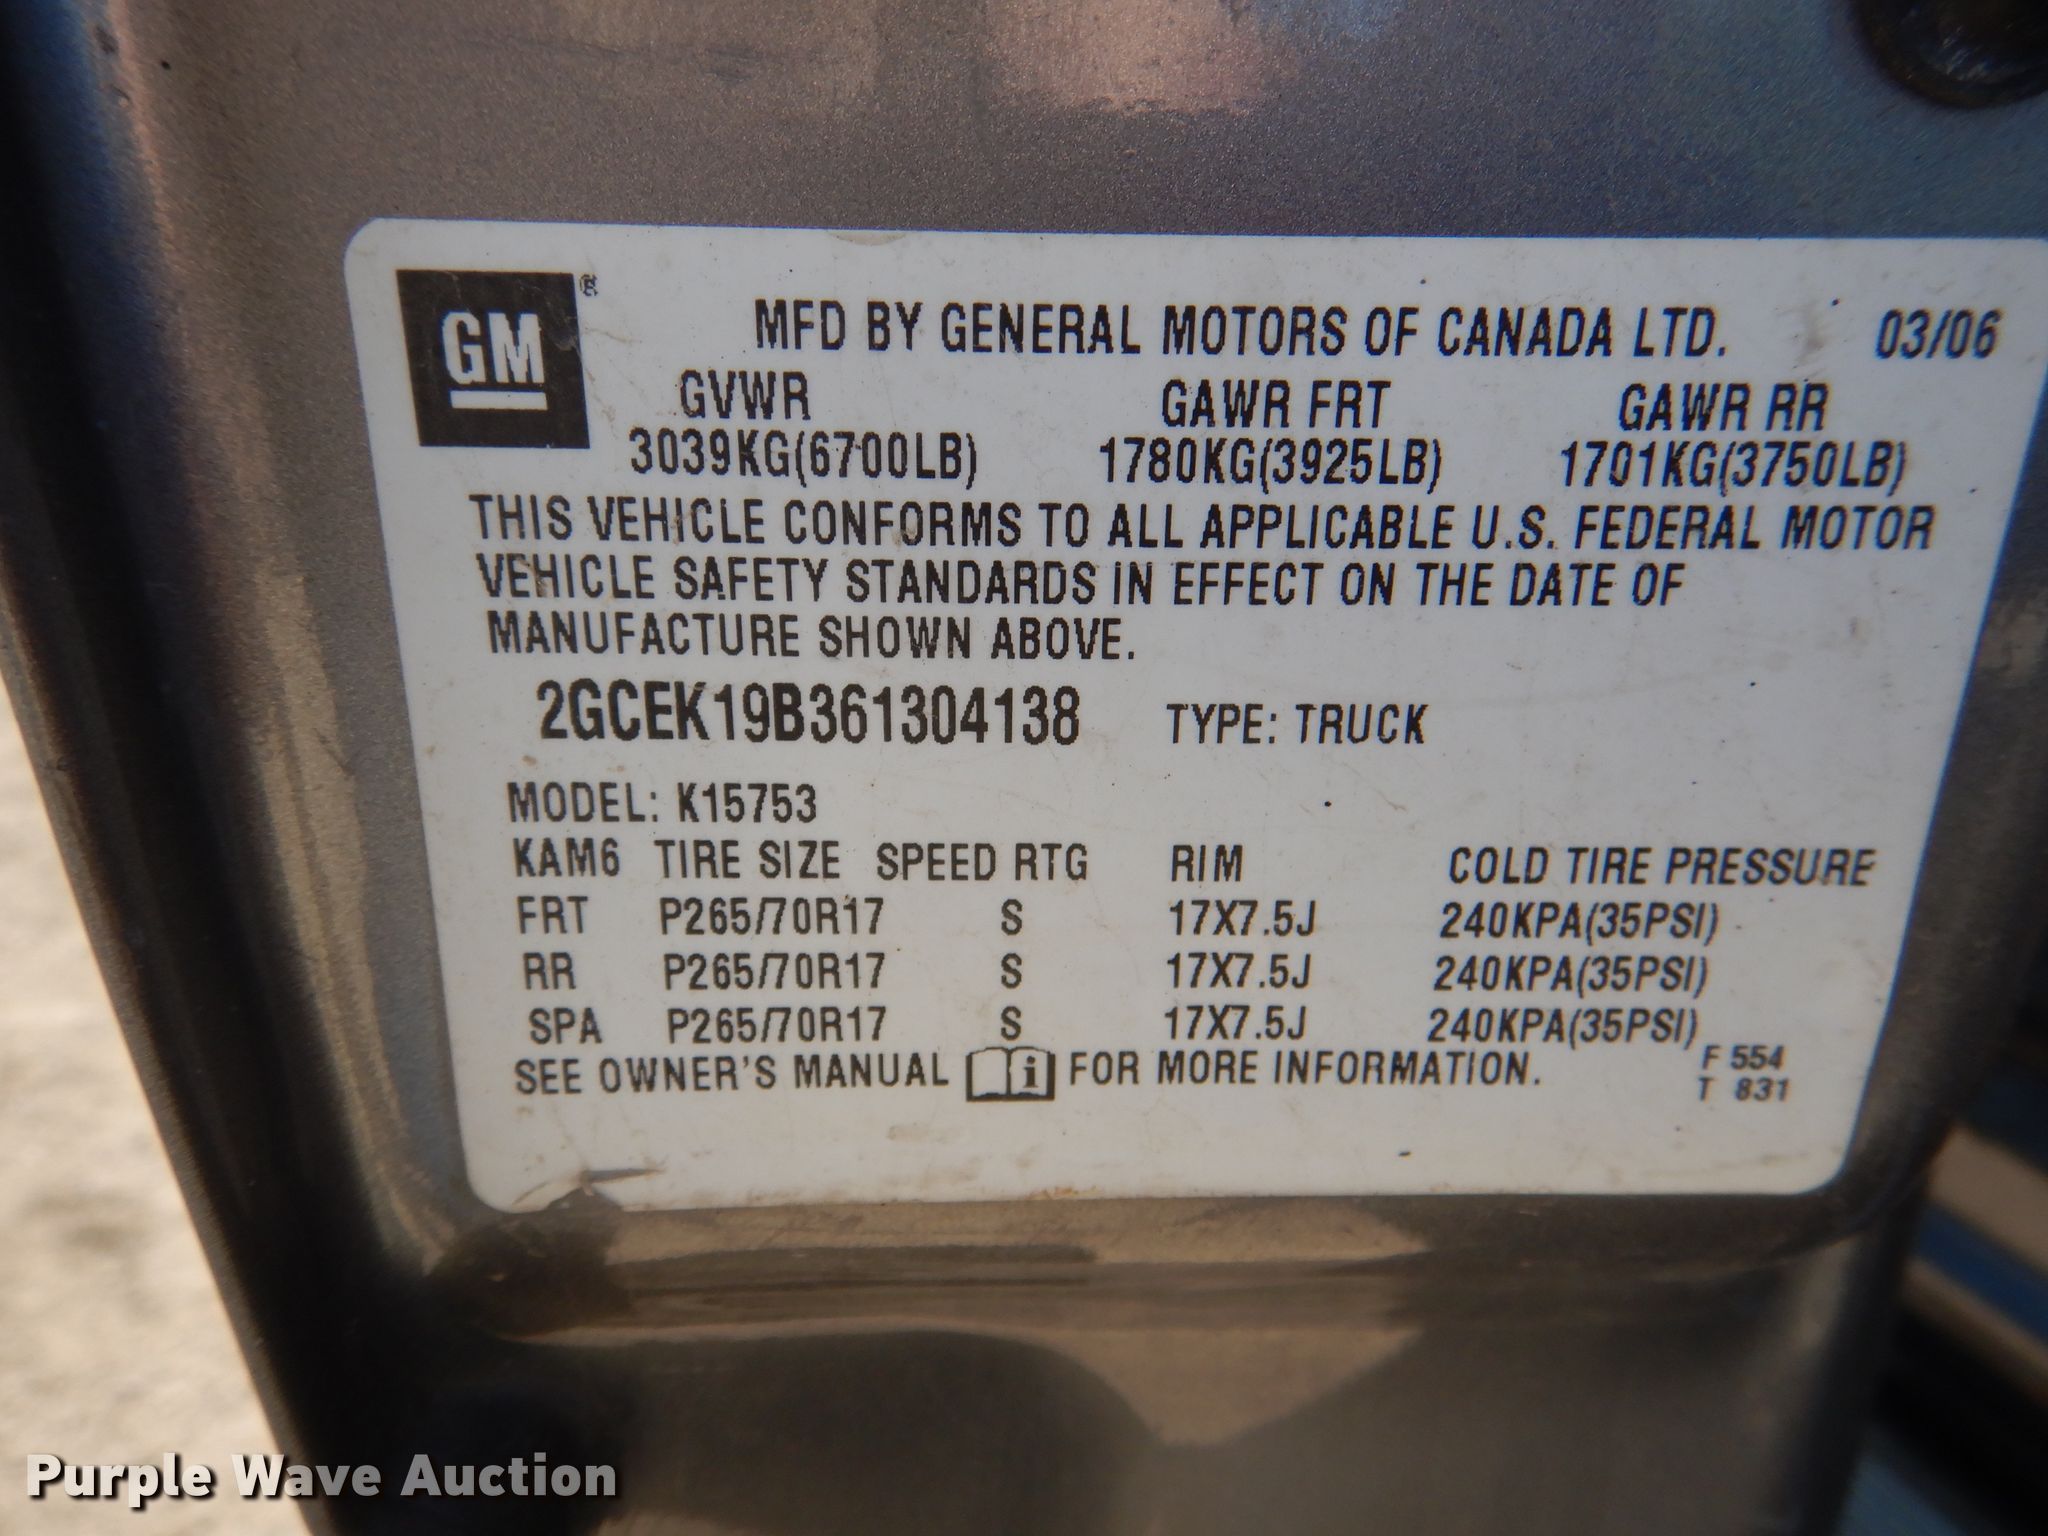 GM ®
MFD BY GENERAL MOTORS OF CANADA LTD. 03/06
GVWR GAWR FRT GAWR RR
3039KG(6700LB) 1780KG(3925LB) 1701KG(3750LB)
THIS VEHICLE CONFORMS TO ALL APPLICABLE U.S. FEDERAL MOTOR
VEHICLE SAFETY STANDARDS IN EFFECT ON THE DATE OF
MANUFACTURE SHOWN ABOVE.
2GCEK19B361304138 TYPE: TRUCK
MODEL: K15753
KAM6 TIRE SIZE SPEED RTG RIM COLD TIRE PRESSURE
FRT P265/70R17 S 17X7.5J 240KPA(35PSI)
RR P265/70R17 S 17X7.5J 240KPA(35PSI)
SPA P265/70R17 S 17X7.5J 240KPA(35PSI)
SEE OWNER'S MANUAL i FOR MORE INFORMATION.
F 554
T 831
Purple Wave Auction